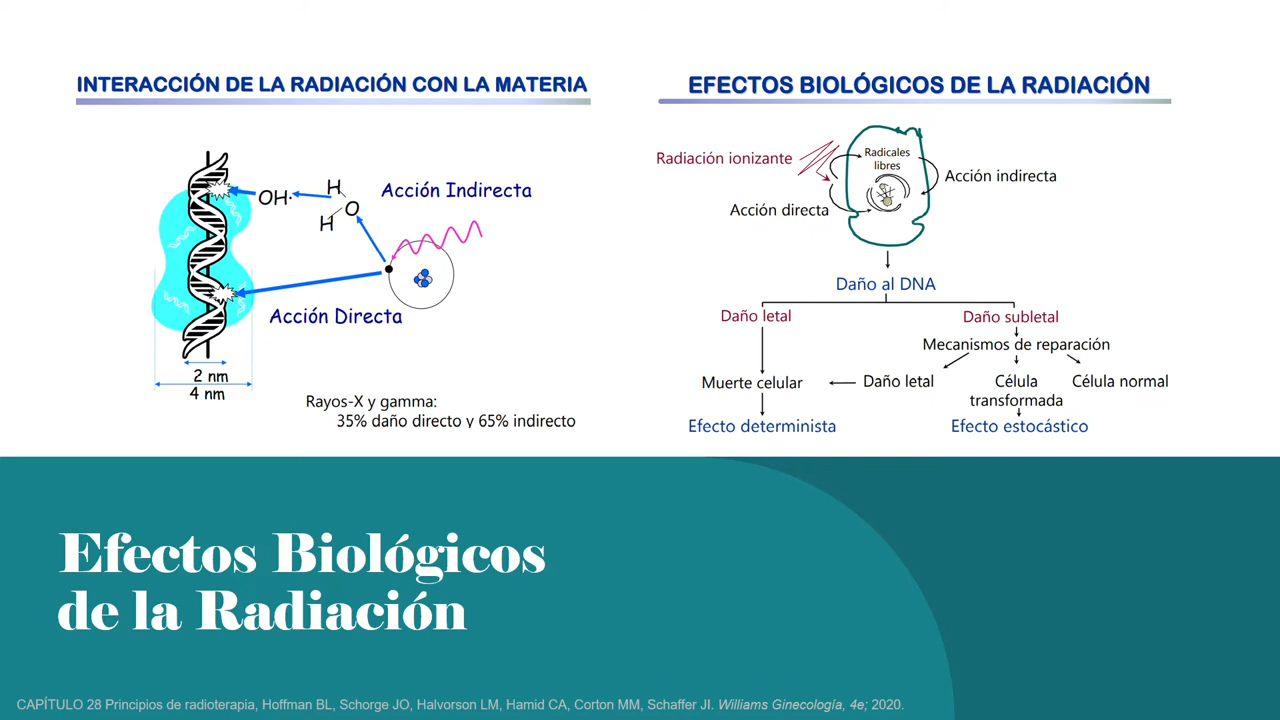 INTERACCIÓN DE LA RADIACIÓN CON LA MATERIA
OH·
H
O
H
Acción Indirecta
Acción Directa
2 nm
4 nm
Rayos-X y gamma:
35% daño directo y 65% indirecto
EFECTOS BIOLÓGICOS DE LA RADIACIÓN
Radiación ionizante
Radicales
libres
Acción indirecta
Acción directa
Daño al DNA
Daño letal
Daño subletal
Mecanismos de reparación
Muerte celular
Daño letal
Célula
transformada
Célula normal
Efecto determinista
Efecto estocástico
Efectos Biológicos
de la Radiación
CAPÍTULO 28 Principios de radioterapia, Hoffman BL, Schorge JO, Halvorson LM, Hamid CA, Corton MM, Schaffer JI. Williams Ginecología, 4e; 2020.